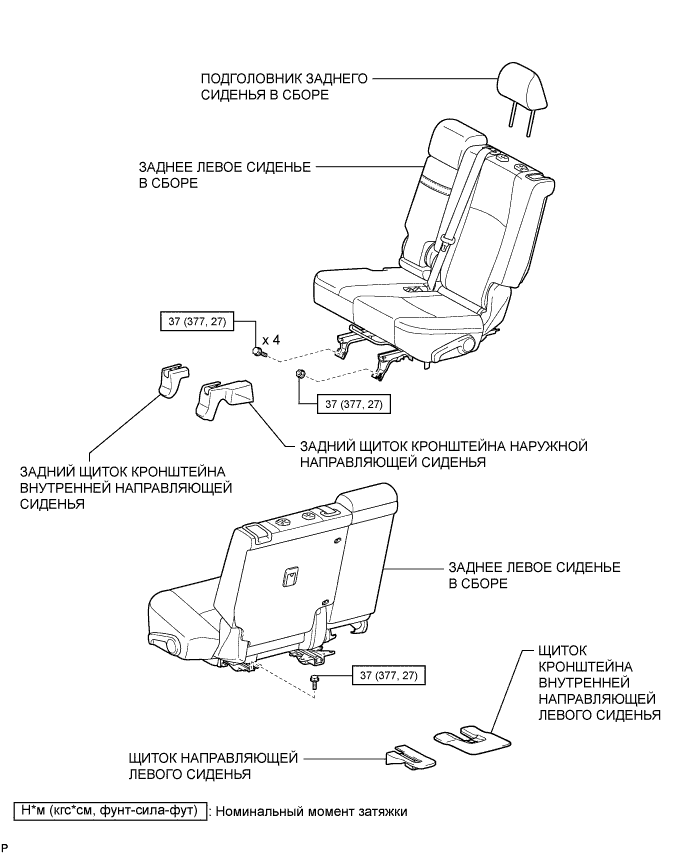 ПОДГОЛОВНИК ЗАДНЕГО
СИДЕНЬЯ В СБОРЕ
ЗАДНЕЕ ЛЕВОЕ СИДЕНЬЕ
В СБОРЕ
37 (377, 27)
x 4
37 (377, 27)
ЗАДНИЙ ЩИТОК КРОНШТЕЙНА НАРУЖНОЙ
НАПРАВЛЯЮЩЕЙ СИДЕНЬЯ
ЗАДНИЙ ЩИТОК КРОНШТЕЙНА
ВНУТРЕННЕЙ НАПРАВЛЯЮЩЕЙ
СИДЕНЬЯ
ЗАДНЕЕ ЛЕВОЕ СИДЕНЬЕ
В СБОРЕ
ЩИТОК
КРОНШТЕЙНА
ВНУТРЕННЕЙ
НАПРАВЛЯЮЩЕЙ
ЛЕВОГО СИДЕНЬЯ
37 (377, 27)
ЩИТОК НАПРАВЛЯЮЩЕЙ
ЛЕВОГО СИДЕНЬЯ
Н*м (кгс*см, фунт-сила-фут) : Номинальный момент затяжки
P